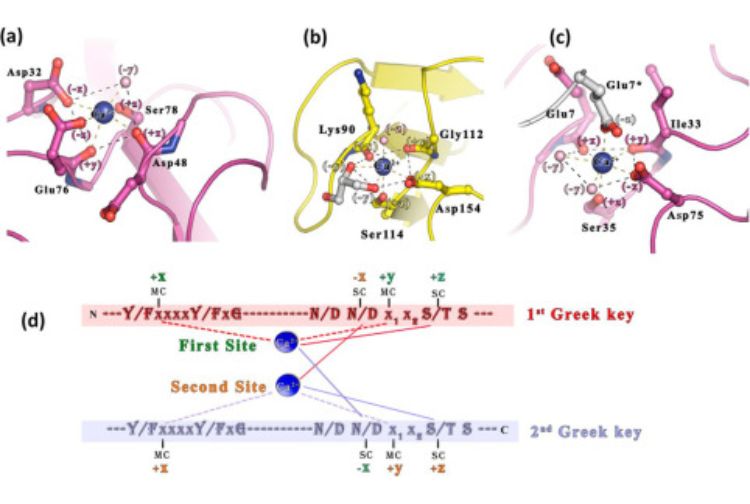 (a)
(b)
(c)
Asp32
(-z)
(-y)
(+z)
Ser78
(-x)
(+x)
(+y)
Glu76
Asp48
Lys90
(-z)
Gly112
Asp154
Ser114
Glu7*
Glu7
(-z)
Ile33
(+z)
(+y)
(-y)
(-y)
(-x)
(+x)
Ser35
Asp75
(d)
+x -x +y +z
MC SC MC SC
N ---Y/FxxxxY/FxG----------N/D N/D x1 x2 S/T S --- 1st Greek key
First Site
Second Site
---Y/FxxxxY/FxG----------N/D N/D x1 x2 S/T S --- C 2nd Greek key
MC SC MC SC
+x -x +y +z